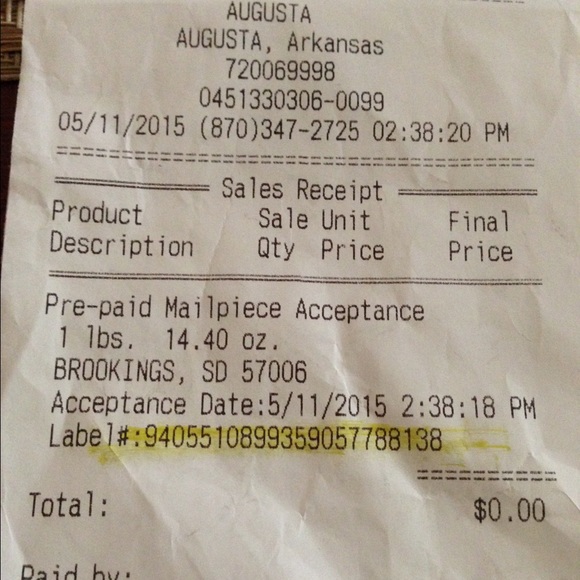 AUGUSTA
AUGUSTA, Arkansas
720069998
0451330306-0099
05/11/2015 (870)347-2725 02:38:20 PM
Sales Receipt
Product Sale Unit Final
Description Qty Price Price
Pre-paid Mailpiece Acceptance
1 lbs. 14.40 oz.
BROOKINGS, SD 57006
Acceptance Date:5/11/2015 2:38:18 PM
Label#:9405510899359057788138
Total: $0.00
Paid by: